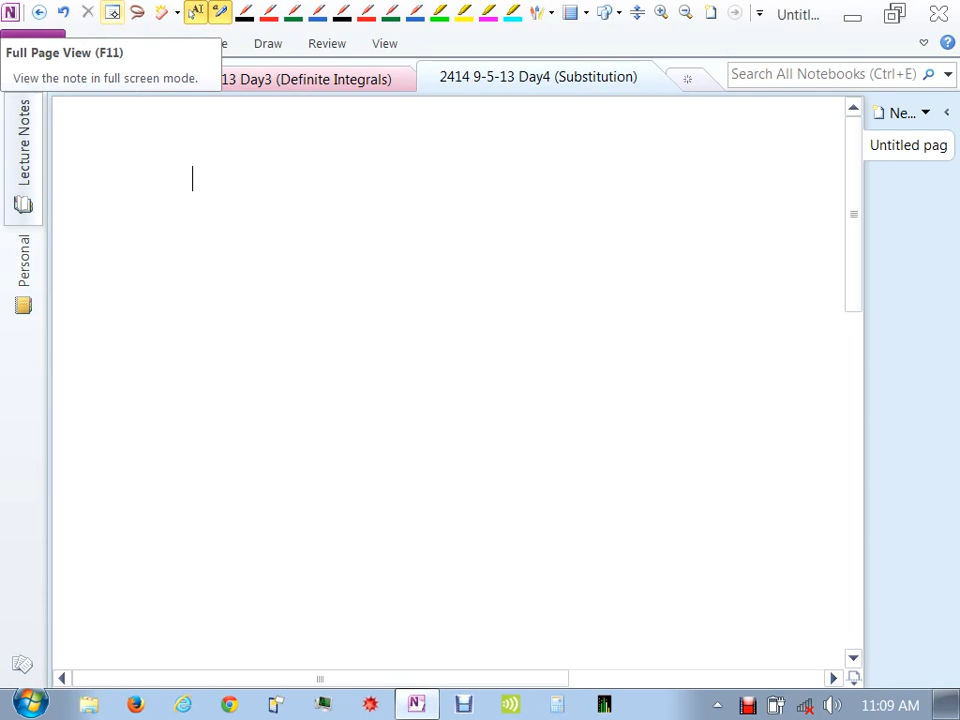 Untitl...
Full Page View (F11)
View the note in full screen mode.
Draw
Review
View
13 Day3 (Definite Integrals)
2414 9-5-13 Day4 (Substitution)
Search All Notebooks (Ctrl+E)
Lecture Notes
Personal
Ne...
Untitled pag
11:09 AM